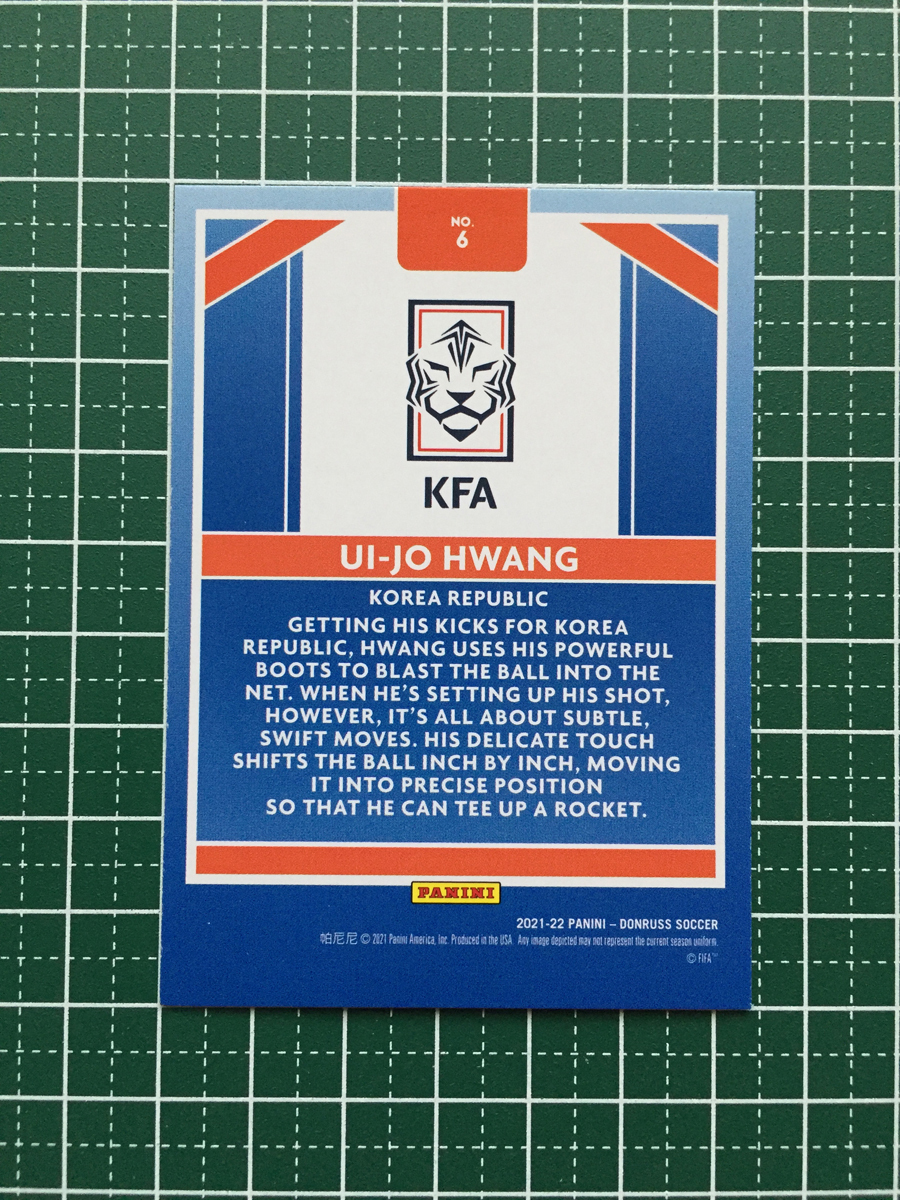 NO.
6
KFA
UI-JO HWANG
KOREA REPUBLIC
GETTING HIS KICKS FOR KOREA
REPUBLIC, HWANG USES HIS POWERFUL
BOOTS TO BLAST THE BALL INTO THE
NET. WHEN HE'S SETTING UP HIS SHOT,
HOWEVER, IT'S ALL ABOUT SUBTLE,
SWIFT MOVES. HIS DELICATE TOUCH
SHIFTS THE BALL INCH BY INCH, MOVING
IT INTO PRECISE POSITION
SO THAT HE CAN TEE UP A ROCKET.
PANINI
2021-22 PANINI – DONRUSS SOCCER
帕尼尼 © 2021 Panini America, Inc. Produced in the USA. Any image depicted may not represent the current season uniform.
© FIFA™